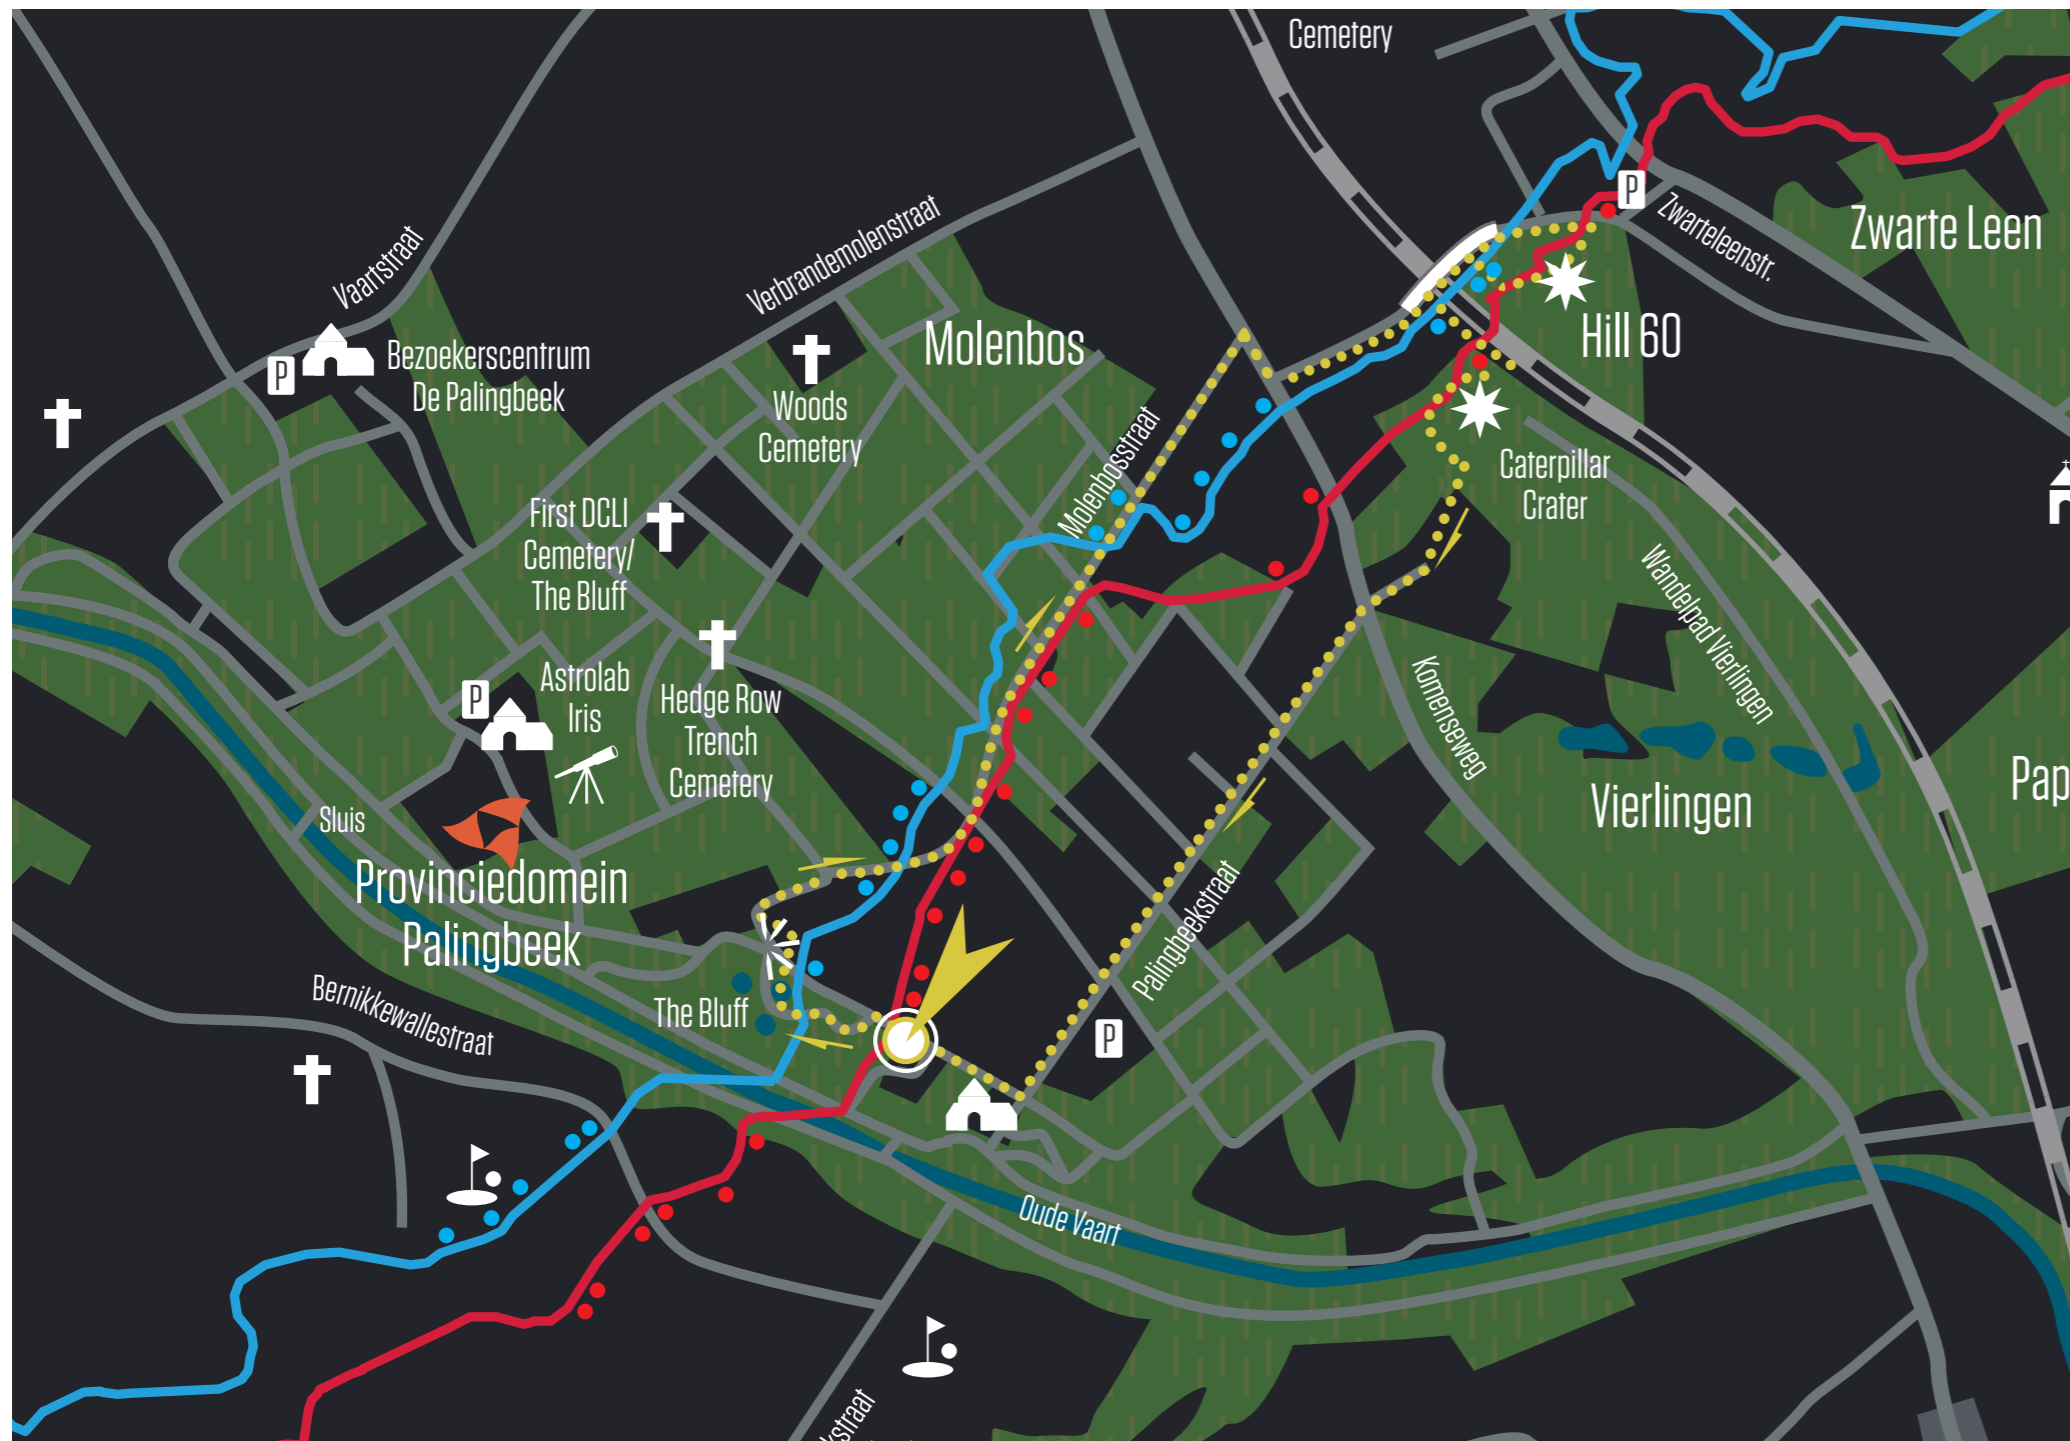 Cemetery
Zwarteleenstr.
Zwarte Leen
Vaartstraat
Verbrandemolenstraat
Molenbos
Hill 60
P
P
Bezoekerscentrum
De Palingbeek
Woods
Cemetery
Molenbosstraat
Caterpillar
Crater
First DCLI
Cemetery/
The Bluff
Wandelpad Vierlingen
Astrolab
Iris
P
Hedge Row
Trench
Cemetery
Komenseweg
Vierlingen
Pap
Sluis
Provinciedomein
Palingbeek
Palingbeekstraat
The Bluff
Bernikkewallestraat
P
Oude Vaart
kstraat